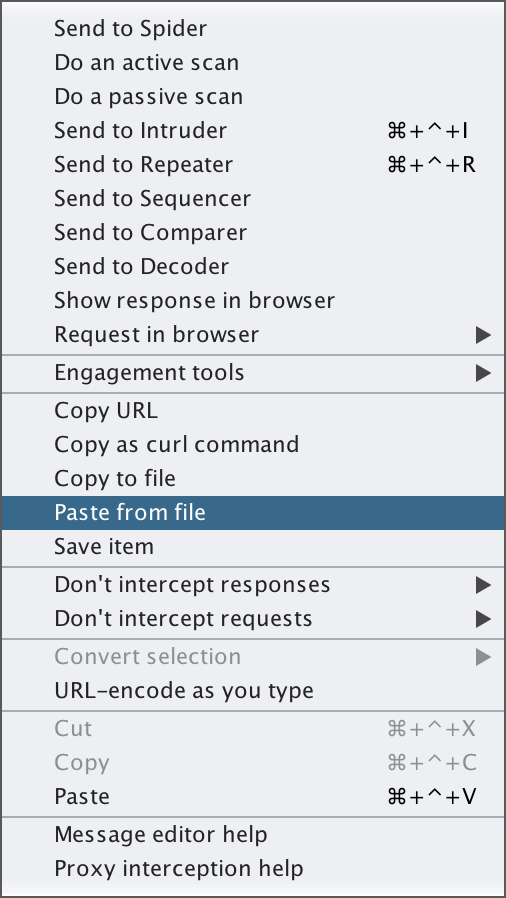 Send to Spider
Do an active scan
Do a passive scan
Send to Intruder ⌘+^+I
Send to Repeater ⌘+^+R
Send to Sequencer
Send to Comparer
Send to Decoder
Show response in browser
Request in browser
Engagement tools
Copy URL
Copy as curl command
Copy to file
Paste from file
Save item
Don't intercept responses
Don't intercept requests
Convert selection
URL-encode as you type
Cut ⌘+^+X
Copy ⌘+^+C
Paste ⌘+^+V
Message editor help
Proxy interception help